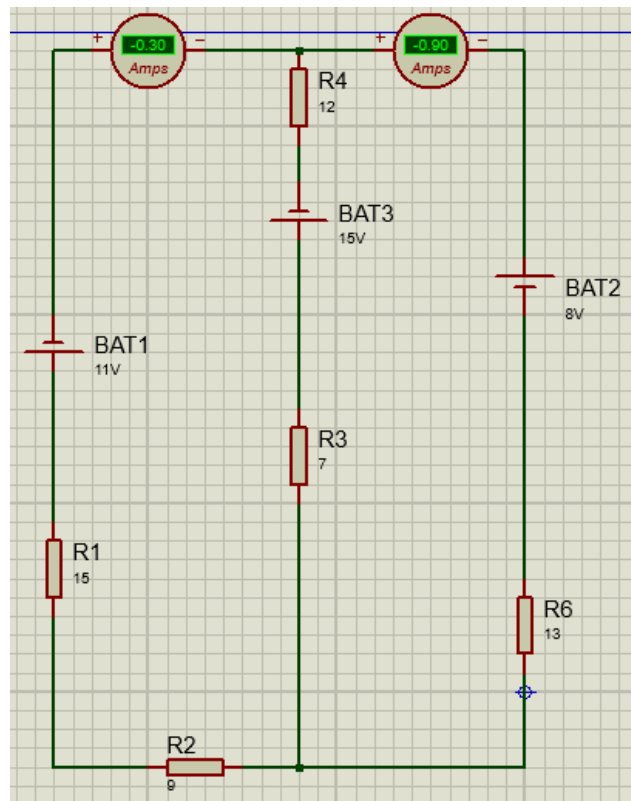 + -0.30 −
Amps
+ -0.90 −
Amps
R4
12
BAT3
15V
BAT2
8V
BAT1
11V
R3
7
R1
15
R6
13
R2
9